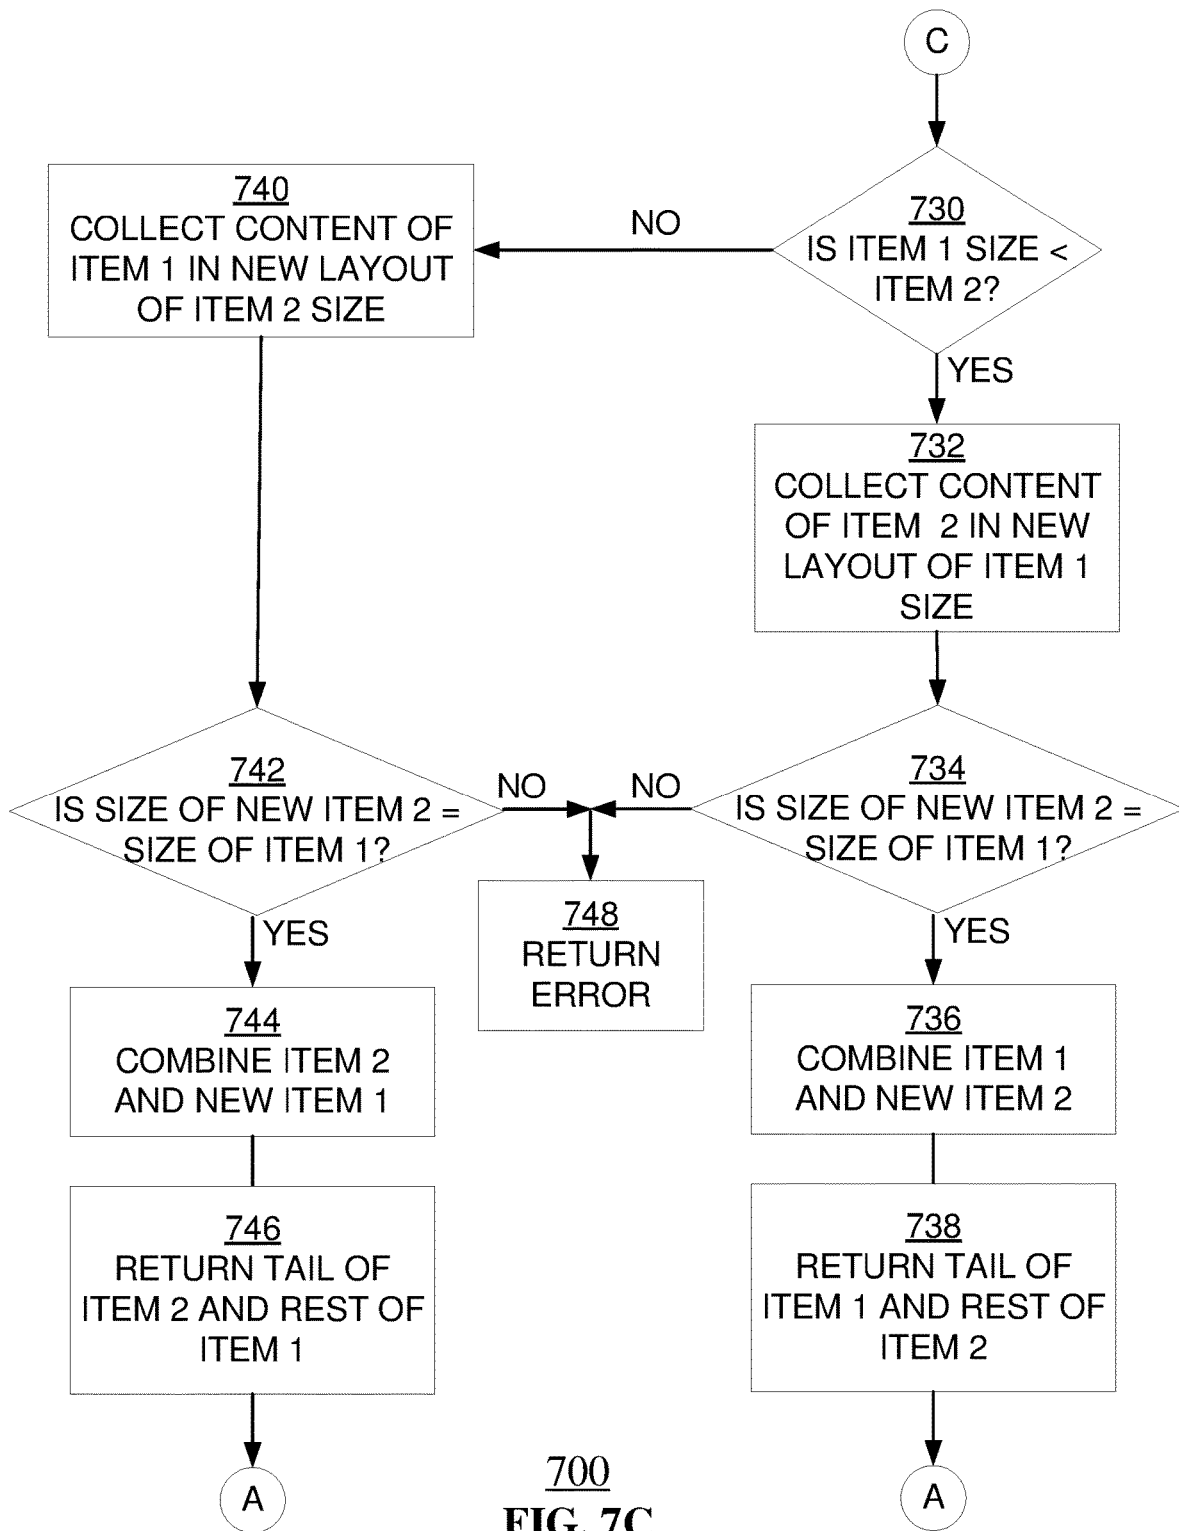 C
730
IS ITEM 1 SIZE <
ITEM 2?
NO
YES
740
COLLECT CONTENT OF
ITEM 1 IN NEW LAYOUT
OF ITEM 2 SIZE
732
COLLECT CONTENT
OF ITEM 2 IN NEW
LAYOUT OF ITEM 1
SIZE
742
IS SIZE OF NEW ITEM 2 =
SIZE OF ITEM 1?
NO
YES
734
IS SIZE OF NEW ITEM 2 =
SIZE OF ITEM 1?
NO
YES
748
RETURN
ERROR
744
COMBINE ITEM 2
AND NEW ITEM 1
736
COMBINE ITEM 1
AND NEW ITEM 2
746
RETURN TAIL OF
ITEM 2 AND REST OF
ITEM 1
738
RETURN TAIL OF
ITEM 1 AND REST OF
ITEM 2
A
A
700
FIG. 7C